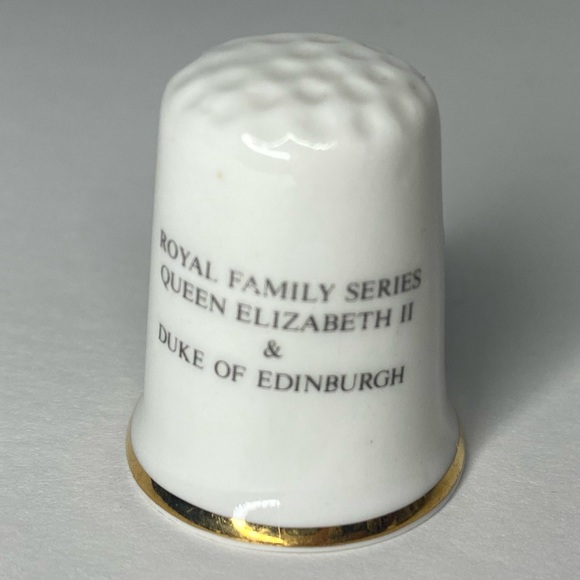 ROYAL FAMILY SERIES
QUEEN ELIZABETH II
&
DUKE OF EDINBURGH